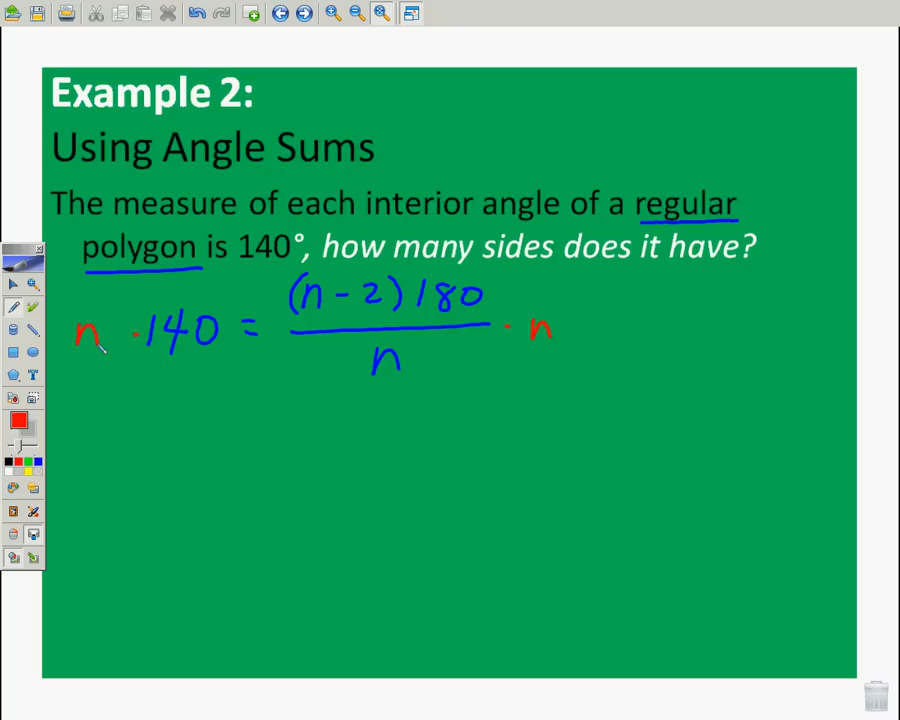 Example 2:
Using Angle Sums
The measure of each interior angle of a regular
polygon is 140°, how many sides does it have?
n · 140 = (n - 2) 180 / n · n